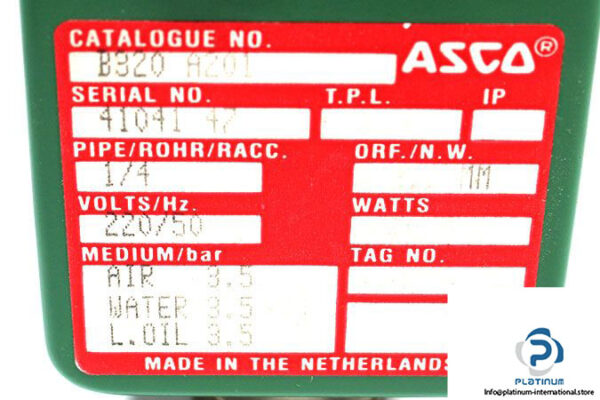 CATALOGUE NO.
ASCO®
B320 A201
SERIAL NO. T.P.L. IP
41041 47
PIPE/ROHR/RACC. ORF./N.W.
1/4 MM
VOLTS/Hz. WATTS
220/50
MEDIUM/bar TAG NO.
AIR 3.5
WATER 3.5
L.OIL 3.5
MADE IN THE NETHERLANDS
PLATINUM
https://platinum-international.store